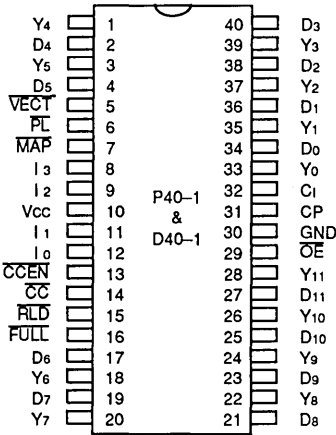 Y4 1 40 D3
D4 2 39 Y3
Y5 3 38 D2
D5 4 37 Y2
VECT 5 36 D1
PL 6 35 Y1
MAP 7 34 D0
I3 8 33 Y0
I2 9 32 CI
VCC 10 31 CP
P40–1
&
D40–1
I1 11 30 GND
I0 12 29 OE
CCEN 13 28 Y11
CC 14 27 D11
RLD 15 26 Y10
FULL 16 25 D10
D6 17 24 Y9
Y6 18 23 D9
D7 19 22 Y8
Y7 20 21 D8